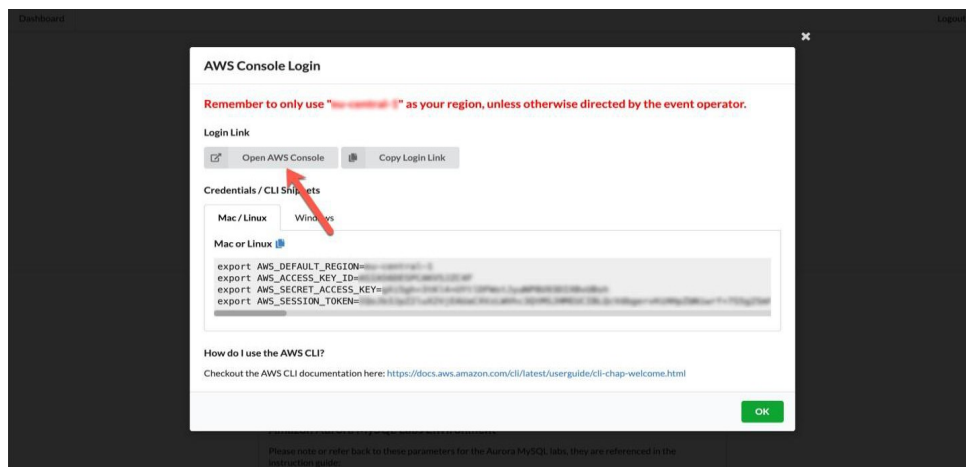 Dashboard
Logout
AWS Console Login
Remember to only use "" as your region, unless otherwise directed by the event operator.
Login Link
Open AWS Console
Copy Login Link
Credentials / CLI Snippets
Mac / Linux
Windows
Mac or Linux
export AWS_DEFAULT_REGION=
export AWS_ACCESS_KEY_ID=
export AWS_SECRET_ACCESS_KEY=
export AWS_SESSION_TOKEN=
How do I use the AWS CLI?
Checkout the AWS CLI documentation here: https://docs.aws.amazon.com/cli/latest/userguide/cli-chap-welcome.html
OK
Please note or refer back to these parameters for the Aurora MySQL labs, they are referenced in the
instruction guide: